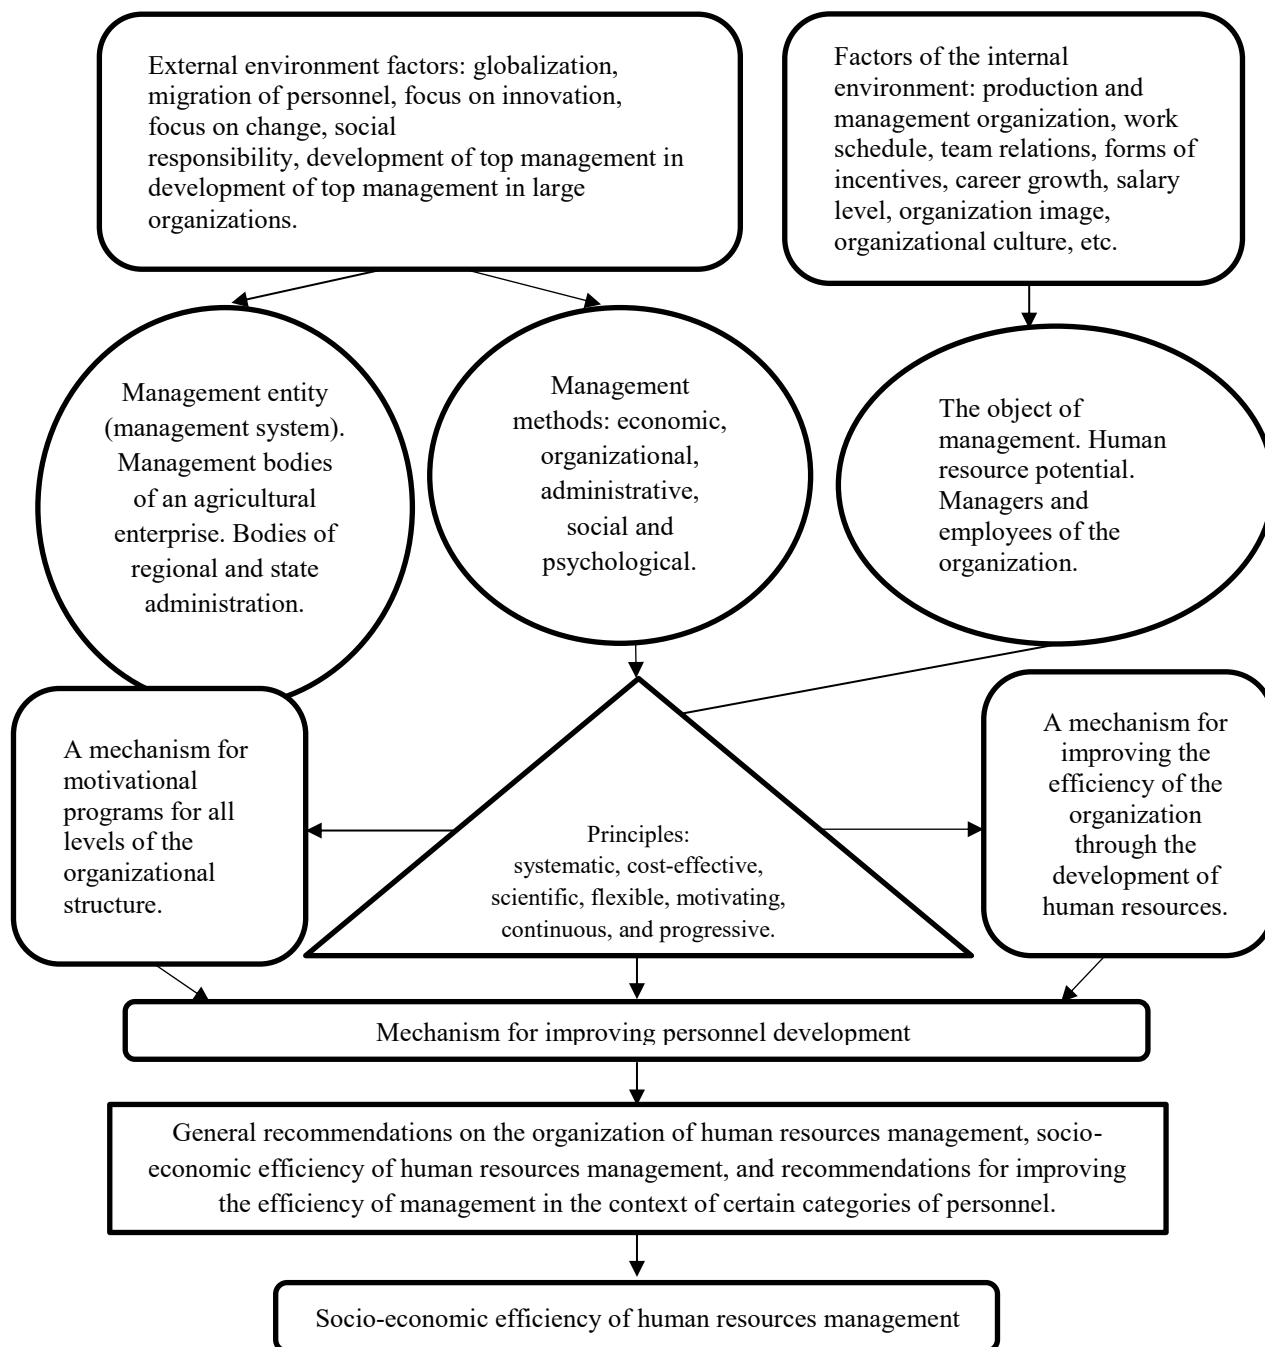 External environment factors: globalization,
migration of personnel, focus on innovation,
focus on change, social
responsibility, development of top management in
development of top management in large
organizations.
Factors of the internal
environment: production and
management organization, work
schedule, team relations, forms of
incentives, career growth, salary
level, organization image,
organizational culture, etc.
Management entity
(management system).
Management bodies
of an agricultural
enterprise. Bodies of
regional and state
administration.
Management
methods: economic,
organizational,
administrative,
social and
psychological.
The object of
management. Human
resource potential.
Managers and
employees of the
organization.
A mechanism for
motivational
programs for all
levels of the
organizational
structure.
Principles:
systematic, cost-effective,
scientific, flexible, motivating,
continuous, and progressive.
A mechanism for
improving the
efficiency of the
organization
through the
development of
human resources.
Mechanism for improving personnel development
General recommendations on the organization of human resources management, socio-
economic efficiency of human resources management, and recommendations for improving
the efficiency of management in the context of certain categories of personnel.
Socio-economic efficiency of human resources management